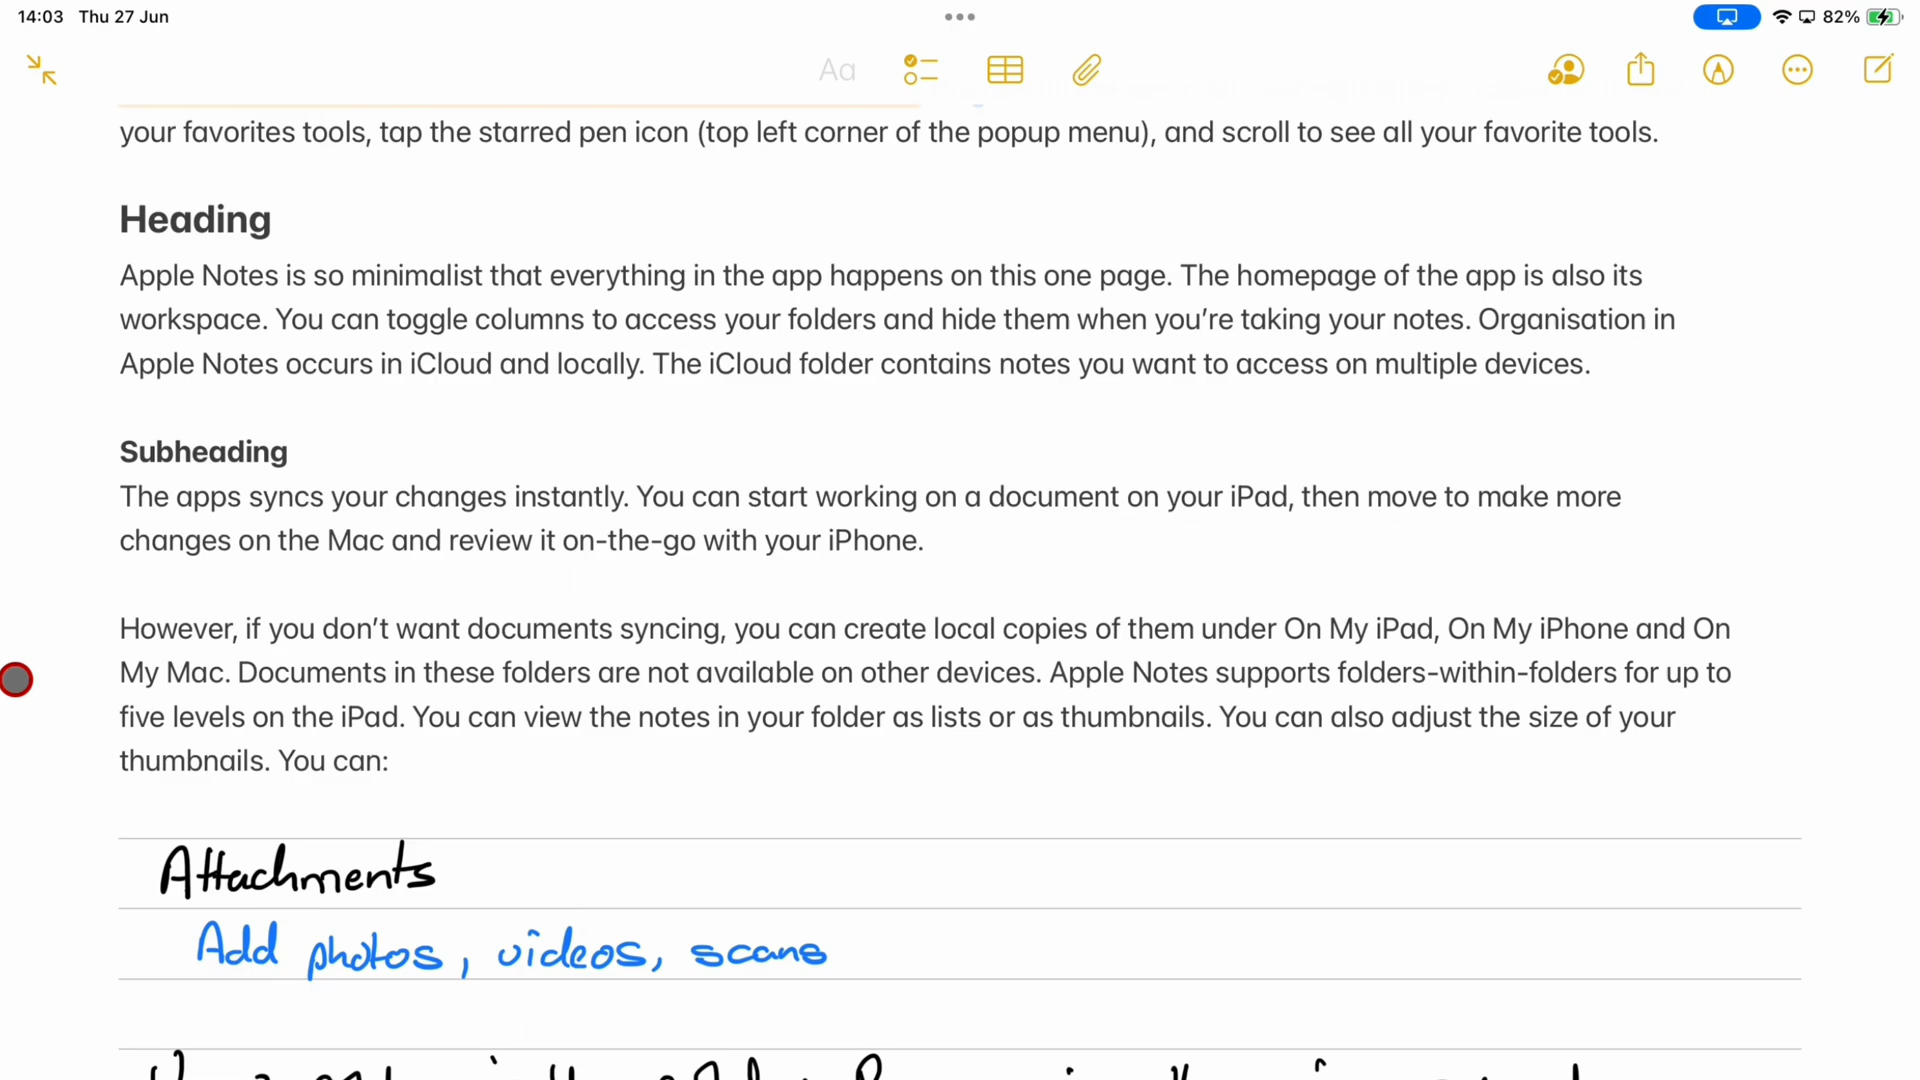 14:03 Thu 27 Jun
82%
Aa
your favorites tools, tap the starred pen icon (top left corner of the popup menu), and scroll to see all your favorite tools.
Heading
Apple Notes is so minimalist that everything in the app happens on this one page. The homepage of the app is also its
workspace. You can toggle columns to access your folders and hide them when you’re taking your notes. Organisation in
Apple Notes occurs in iCloud and locally. The iCloud folder contains notes you want to access on multiple devices.
Subheading
The apps syncs your changes instantly. You can start working on a document on your iPad, then move to make more
changes on the Mac and review it on-the-go with your iPhone.
However, if you don’t want documents syncing, you can create local copies of them under On My iPad, On My iPhone and On
My Mac. Documents in these folders are not available on other devices. Apple Notes supports folders-within-folders for up to
five levels on the iPad. You can view the notes in your folder as lists or as thumbnails. You can also adjust the size of your
thumbnails. You can:
Attachments
Add photos, videos, scans